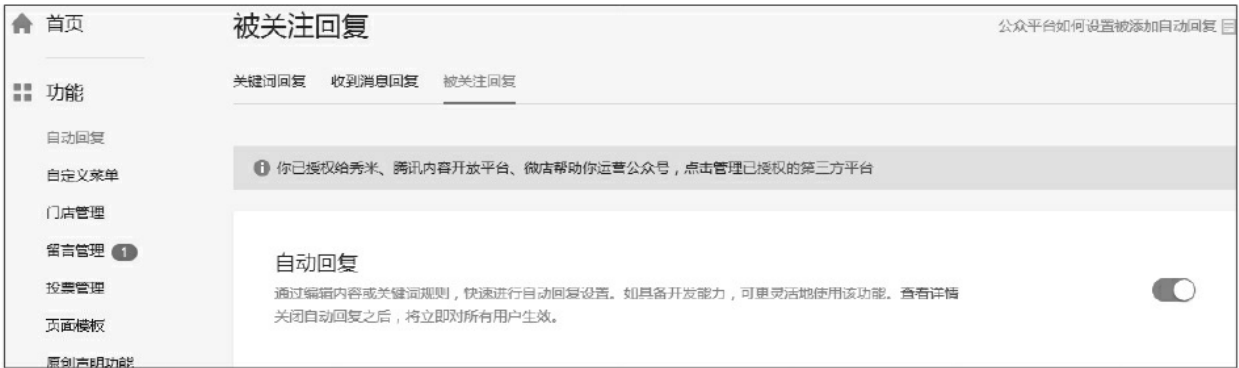 首页
功能
自动回复
自定义菜单
门店管理
留言管理 1
投票管理
页面模板
原创声明功能
被关注回复
公众平台如何设置被添加自动回复
关键词回复 收到消息回复 被关注回复
你已授权给秀米、腾讯内容开放平台、微店帮助你运营公众号，点击管理已授权的第三方平台
自动回复
通过编辑内容或关键词规则，快速进行自动回复设置。如具备开发能力，可更灵活地使用该功能。查看详情
关闭自动回复之后，将立即对所有用户生效。